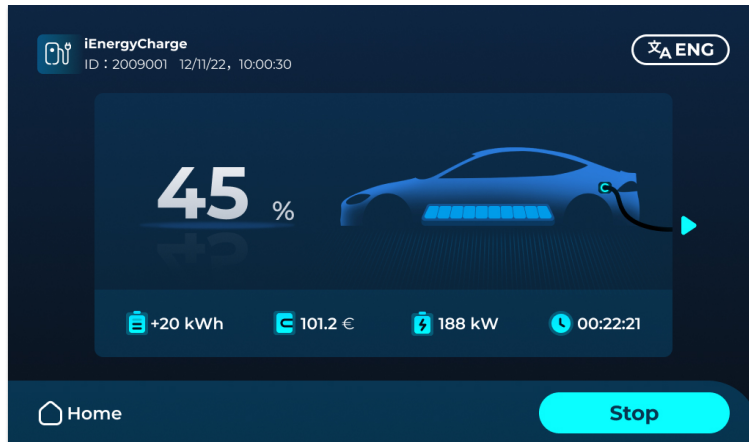 iEnergyCharge
ID：2009001 12/11/22，10:00:30
文A ENG
45 %
C
+20 kWh
101.2 €
188 kW
00:22:21
Home
Stop